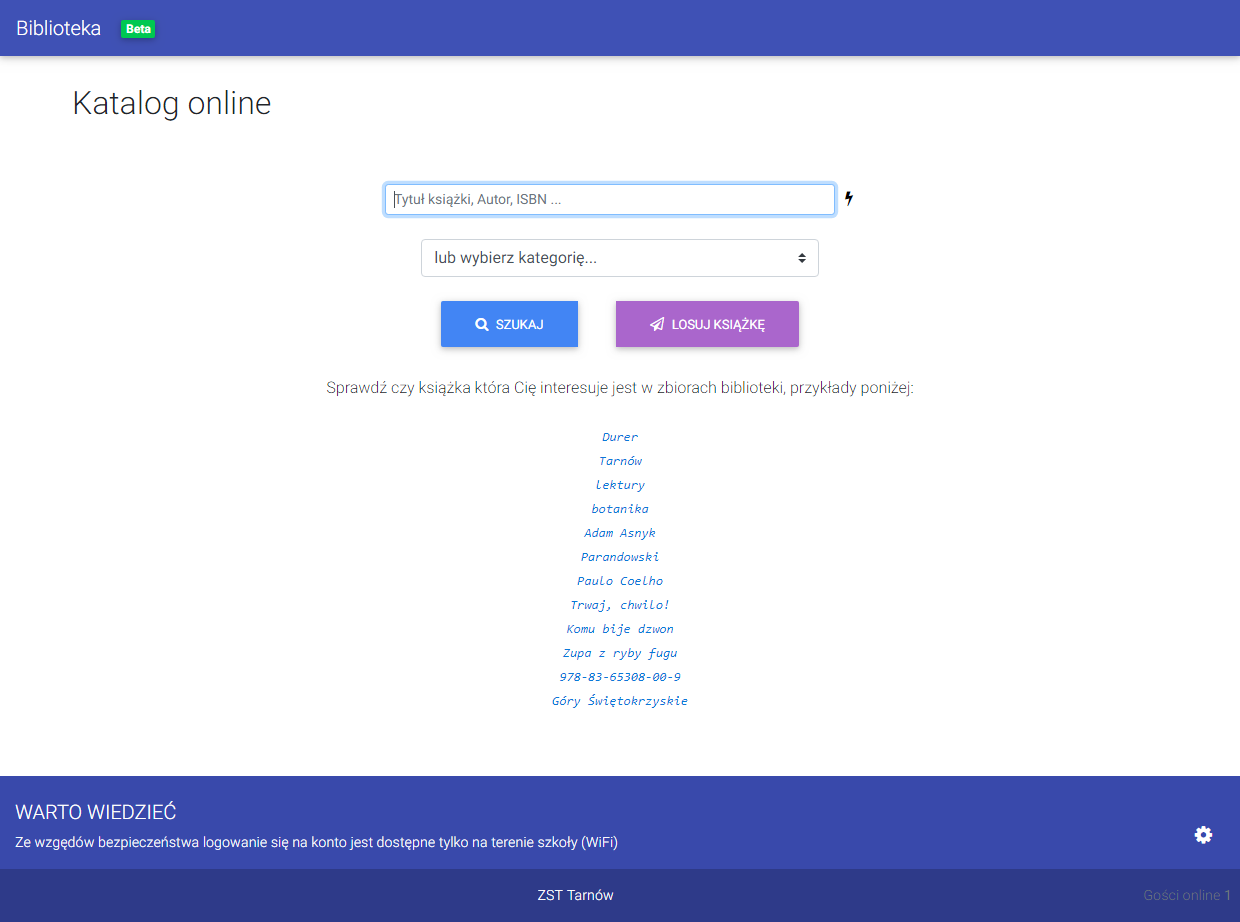 Biblioteka Beta
Katalog online
Tytuł książki, Autor, ISBN ...
lub wybierz kategorię...
SZUKAJ LOSUJ KSIĄŻKĘ
Sprawdź czy książka która Cię interesuje jest w zbiorach biblioteki, przykłady poniżej:
Durer
Tarnów
lektury
botanika
Adam Asnyk
Parandowski
Paulo Coelho
Trwaj, chwilo!
Komu bije dzwon
Zupa z ryby fugu
978-83-65308-00-9
Góry Świętokrzyskie
WARTO WIEDZIEĆ
Ze wzgędów bezpieczeństwa logowanie się na konto jest dostępne tylko na terenie szkoły (WiFi)
ZST Tarnów
Gości online 1